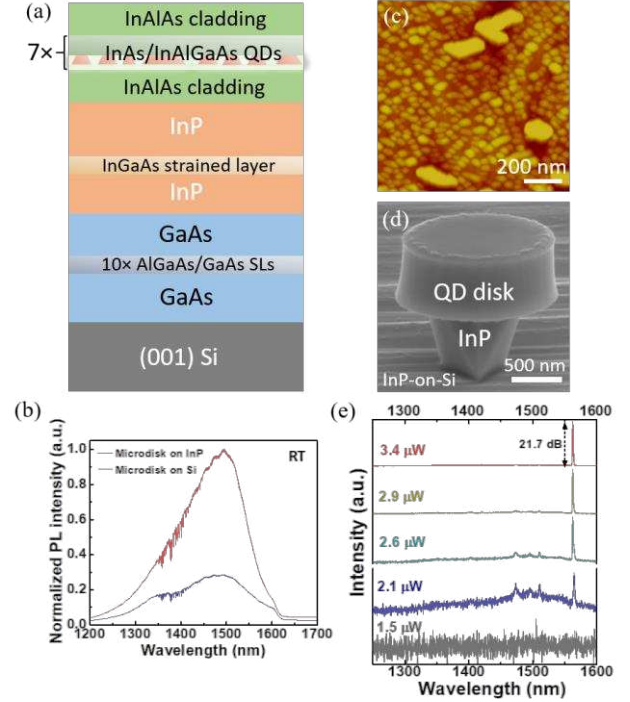 (a)
InAlAs cladding
7×
InAs/InAlGaAs QDs
InAlAs cladding
InP
InGaAs strained layer
InP
GaAs
10× AlGaAs/GaAs SLs
GaAs
(001) Si
(b)
Normalized PL intensity (a.u.)
1.0
0.8
0.6
0.4
0.2
0.0
Microdisk on InP
Microdisk on Si
RT
1200 1300 1400 1500 1600 1700
Wavelength (nm)
(c)
200 nm
(d)
QD disk
InP
500 nm
InP-on-Si
(e)
1300 1400 1500 1600
Intensity (a.u.)
3.4 μW
21.7 dB
2.9 μW
2.6 μW
2.1 μW
1.5 μW
1300 1400 1500 1600
Wavelength (nm)